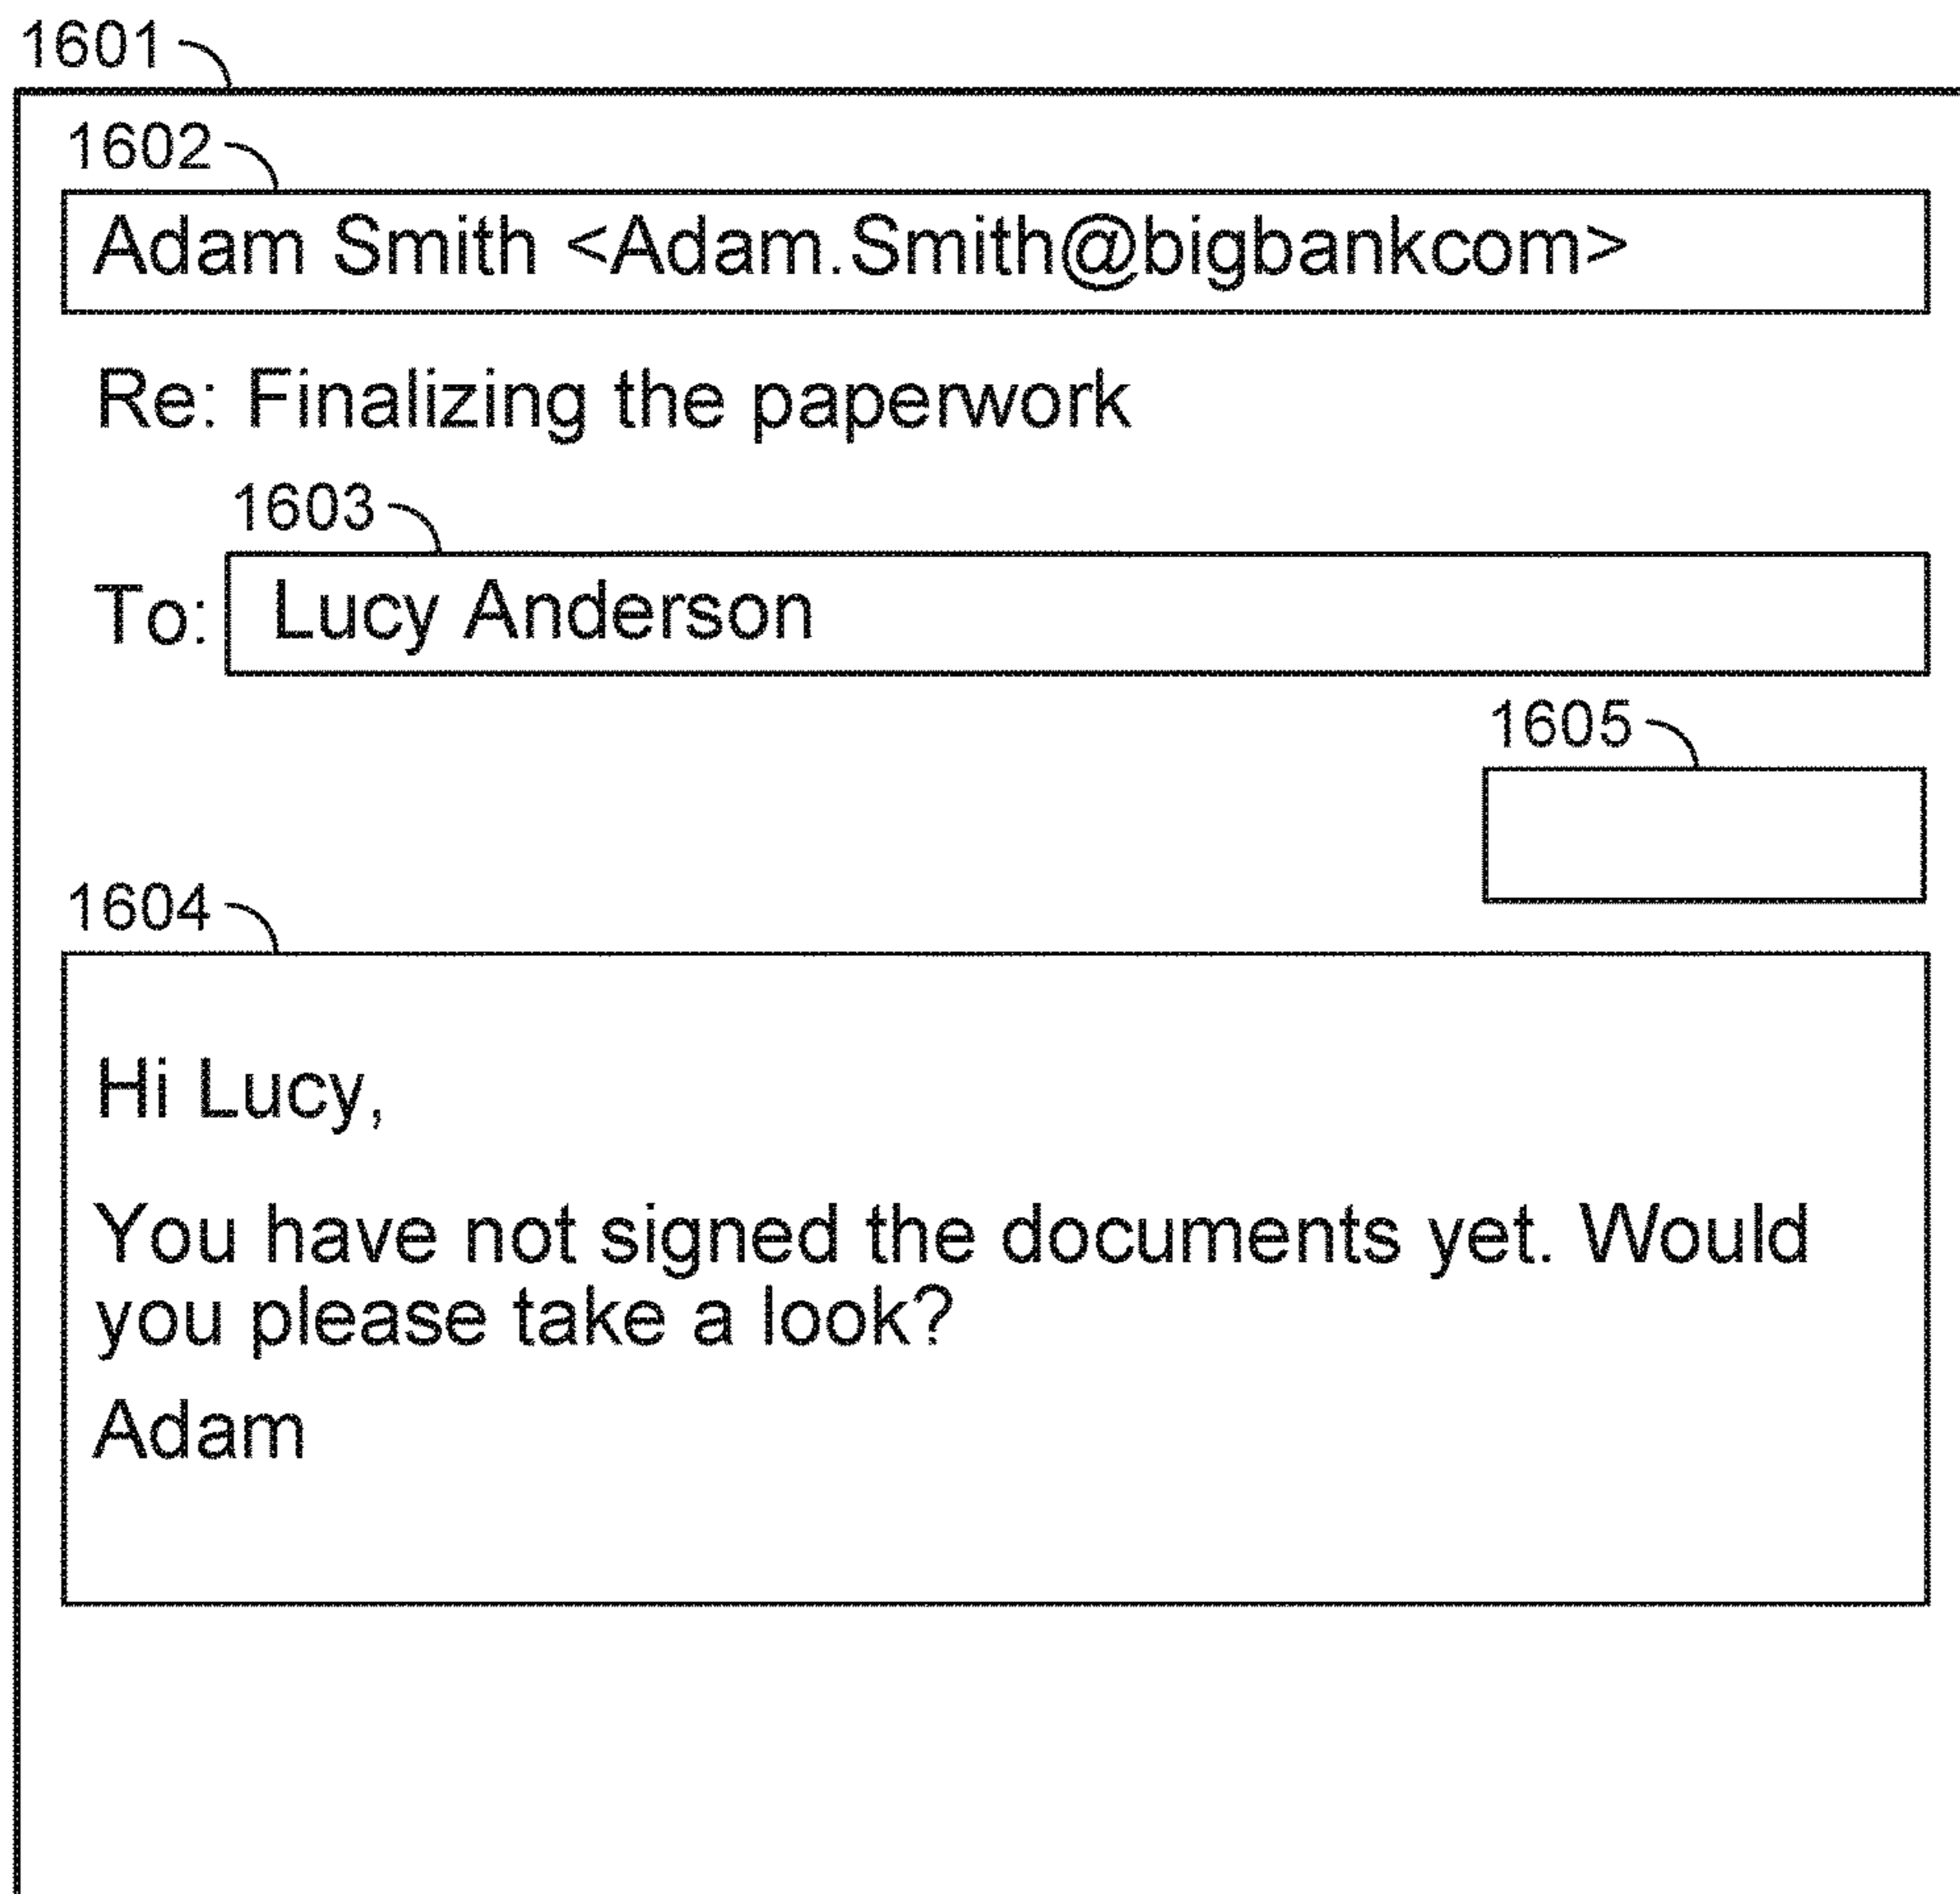 1601
1602
Adam Smith <Adam.Smith@bigbankcom>
Re: Finalizing the paperwork
1603
To: Lucy Anderson
1605
1604
Hi Lucy,
You have not signed the documents yet. Would
you please take a look?
Adam